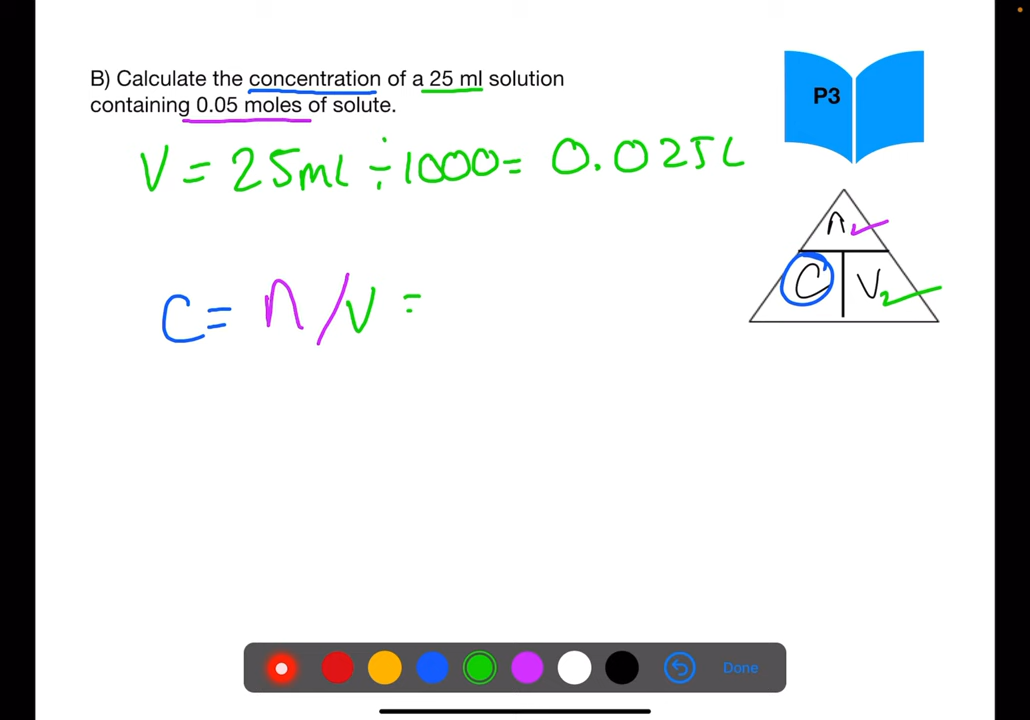 B) Calculate the concentration of a 25 ml solution
containing 0.05 moles of solute.
P3
V = 25ml ÷ 1000 = 0.025L
n
C V
C = n/V =
Done